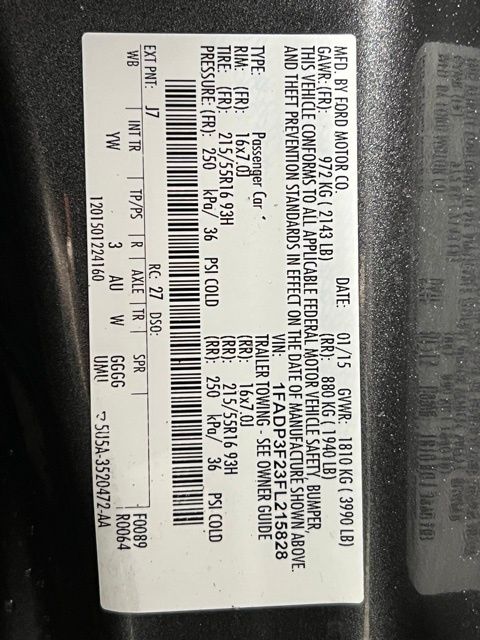 MFD. BY FORD MOTOR CO.
DATE: 01/15 GVWR: 1810 KG ( 3990 LB)
GAWR: (FR) 972 KG ( 2143 LB) (RR): 880 KG ( 1940 LB)
THIS VEHICLE CONFORMS TO ALL APPLICABLE FEDERAL MOTOR VEHICLE SAFETY, BUMPER,
AND THEFT PREVENTION STANDARDS IN EFFECT ON THE DATE OF MANUFACTURE SHOWN ABOVE.
VIN: 1FADP3F23FL215828
TYPE: Passenger Car TRAILER TOWING - SEE OWNER GUIDE
RIM: (FR): 16x7.0J (RR): 16x7.0J
TIRE: (FR): 215/55R16 93H (RR): 215/55R16 93H
PRESSURE: (FR): 250 kPa/ 36 PSI COLD (RR): 250 kPa/ 36 PSI COLD
RC: 27 DSO: F0089
EXT PNT: J7 R0064
WB INT TR TP/PS R AXLE TR SPR
YW 3 AU W GGGG
UMU
1201501224160 5U5A-3520472-AA